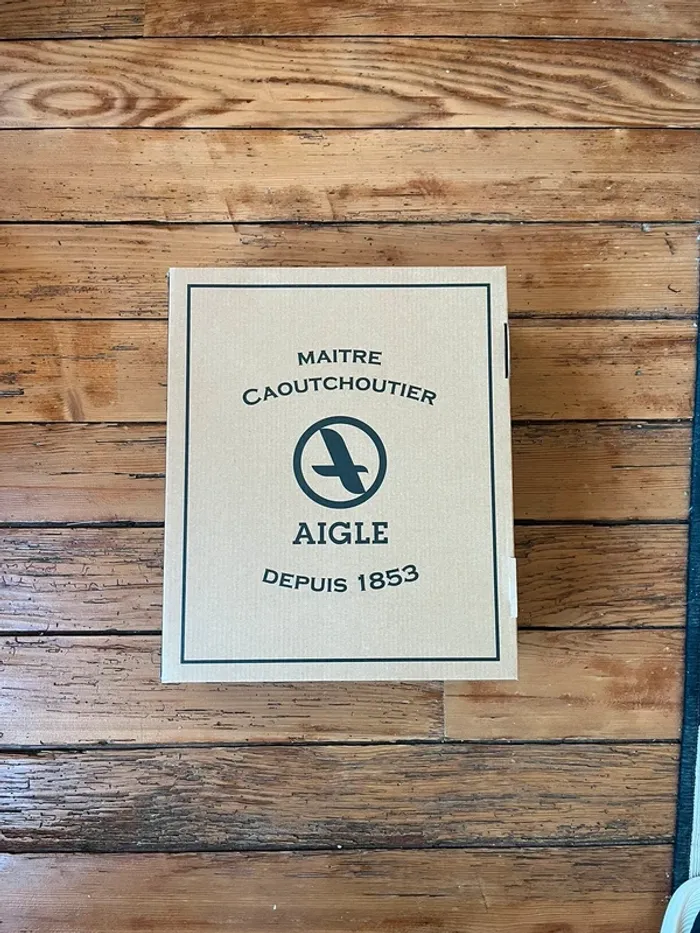 MAITRE
CAOUTCHOUTIER
AIGLE
DEPUIS 1853